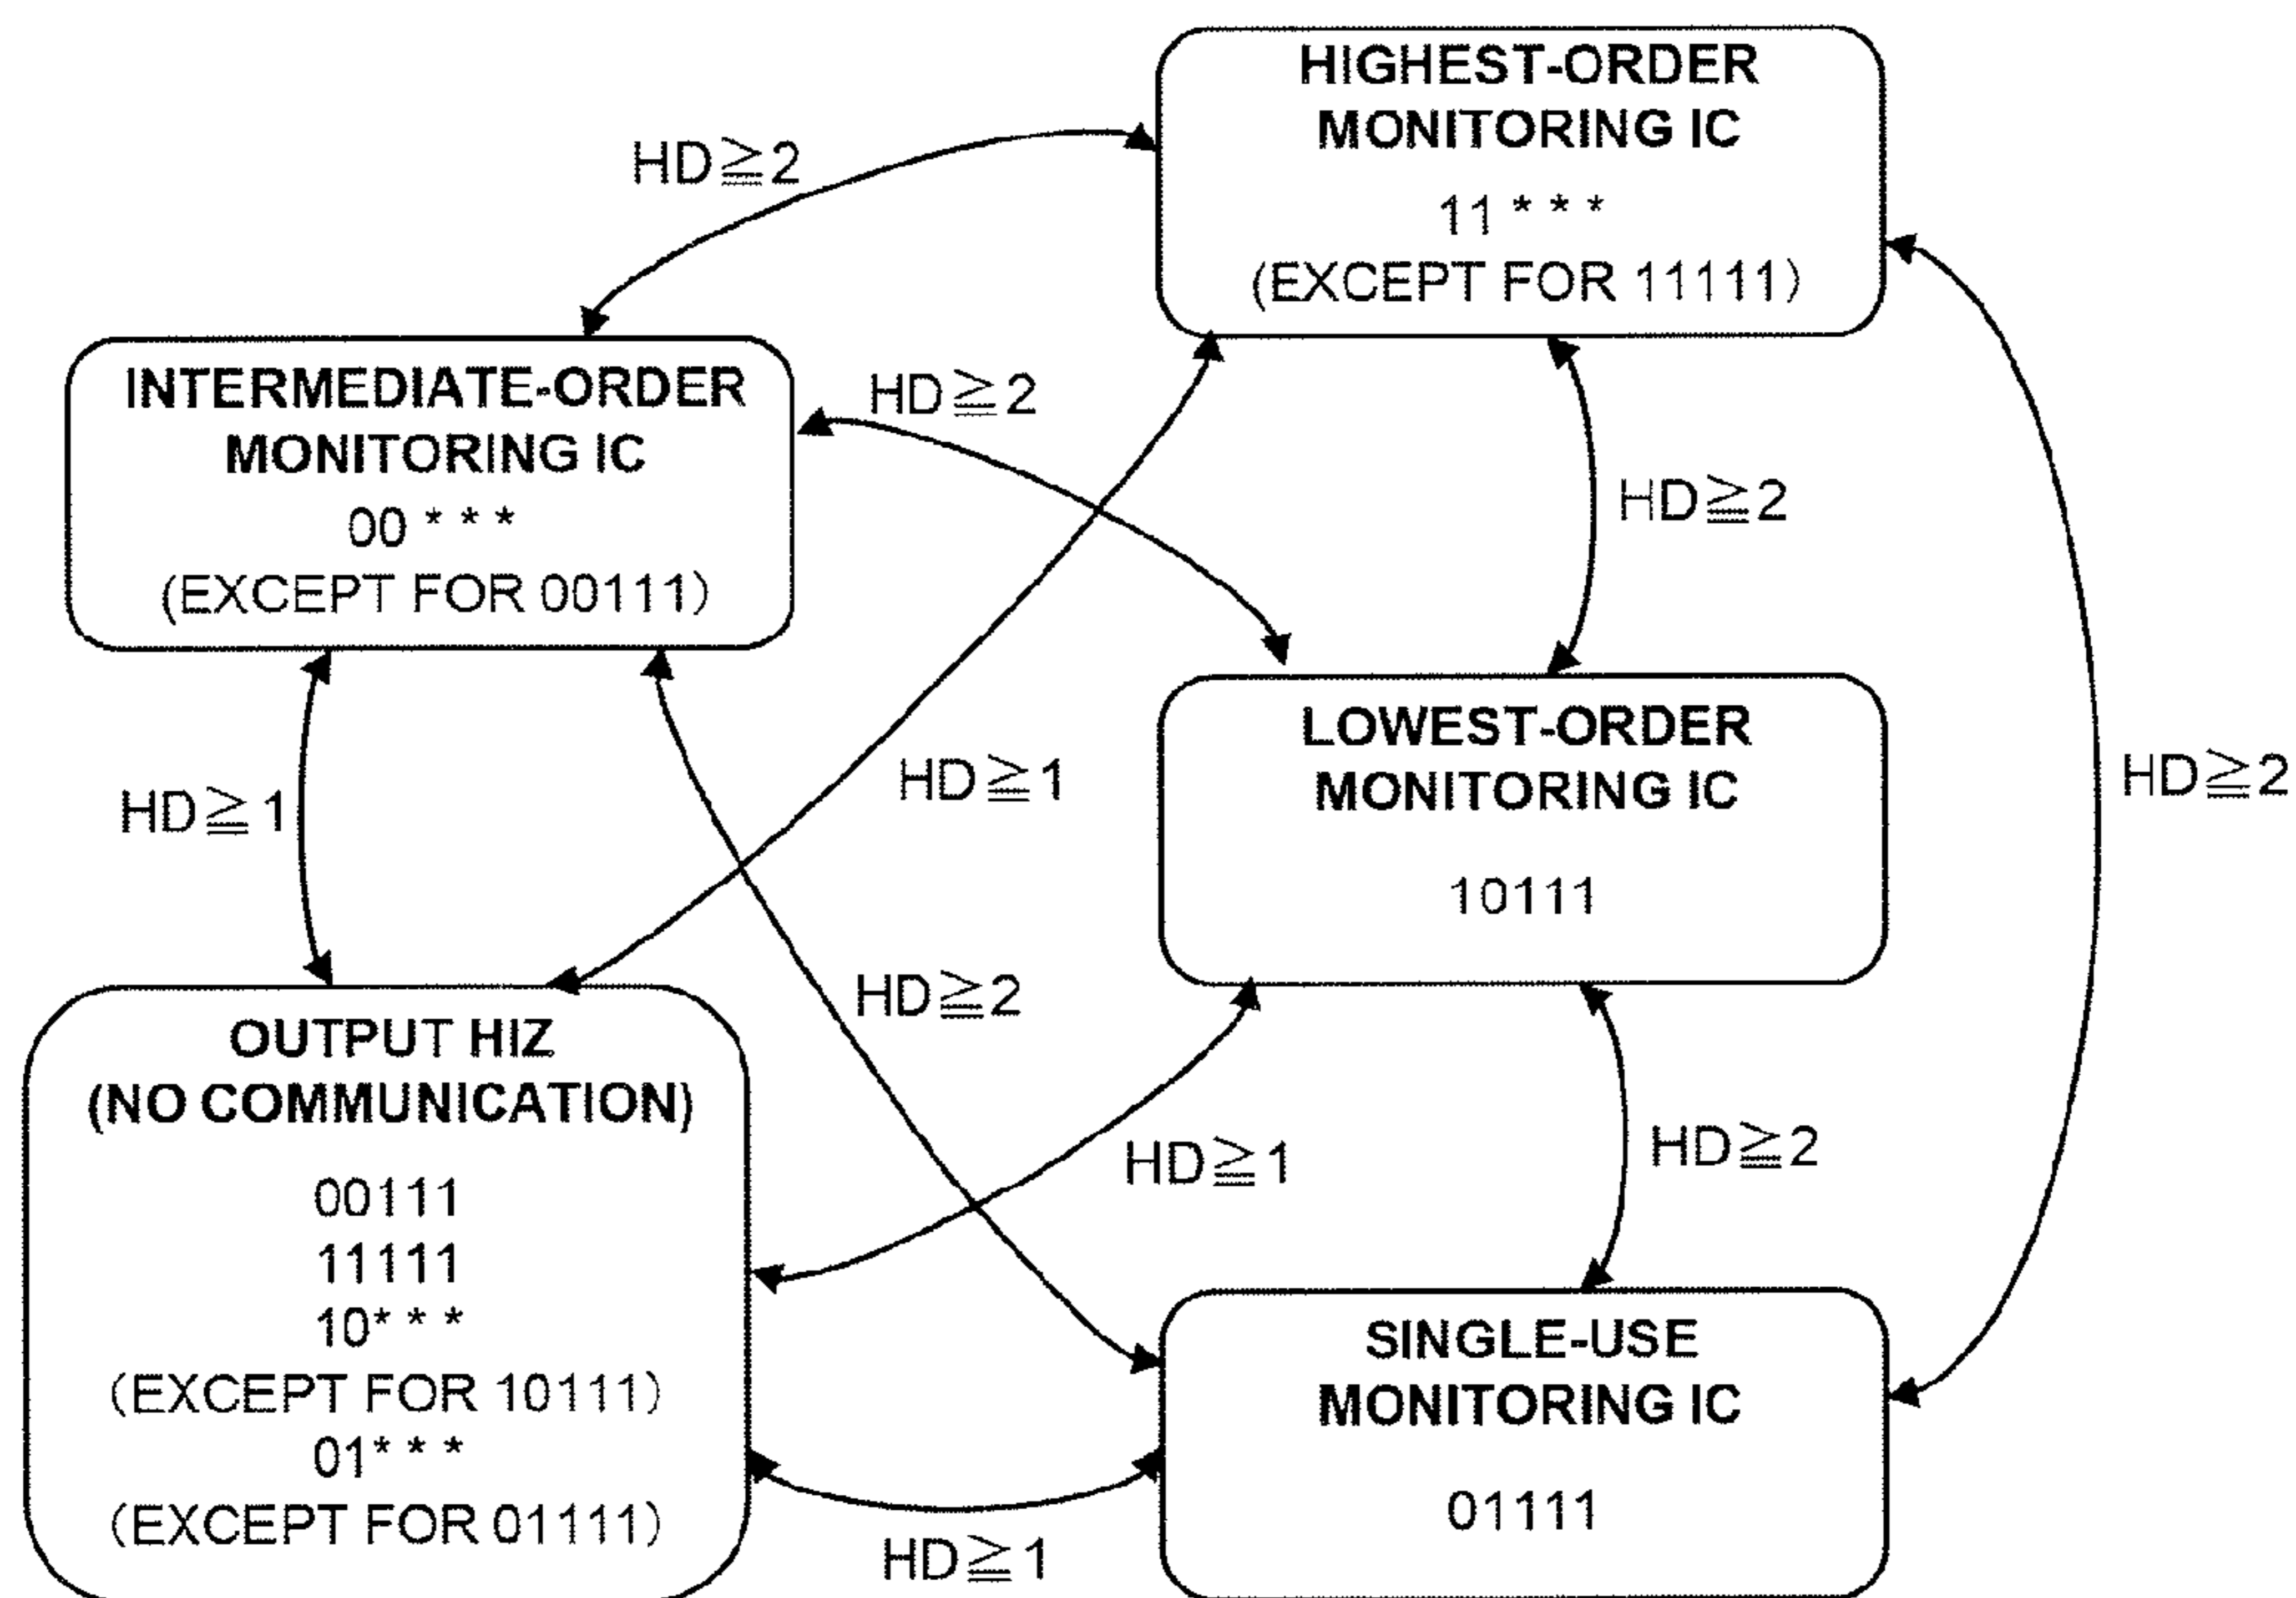 HIGHEST-ORDER
MONITORING IC
11***
(EXCEPT FOR 11111)
HD≧2
INTERMEDIATE-ORDER
MONITORING IC
00***
(EXCEPT FOR 00111)
HD≧2
HD≧2
LOWEST-ORDER
MONITORING IC
10111
HD≧1
HD≧1
HD≧2
HD≧2
OUTPUT HIZ
(NO COMMUNICATION)
00111
11111
10***
(EXCEPT FOR 10111)
01***
(EXCEPT FOR 01111)
HD≧1
HD≧2
SINGLE-USE
MONITORING IC
01111
HD≧1